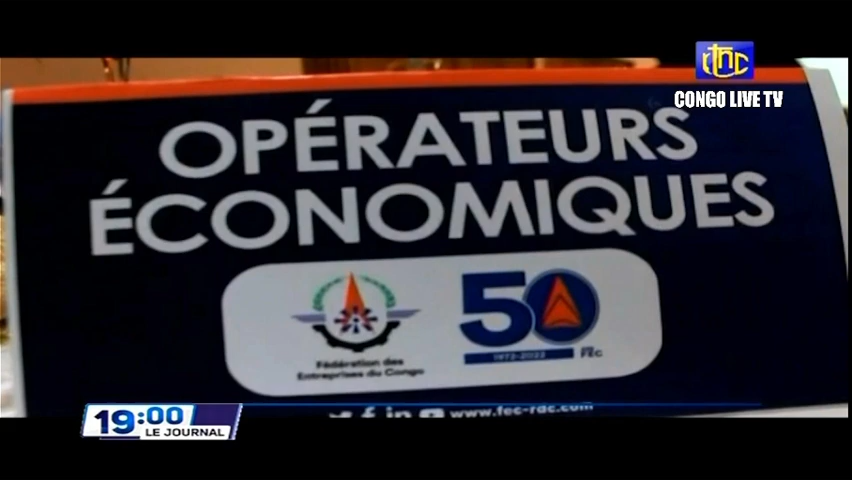 rtnc
CONGO LIVE TV
OPÉRATEURS
ÉCONOMIQUES
Fédération des
Entreprises du Congo
50
1972-2022
FEC
www.fec-rdc.com
19:00
LE JOURNAL